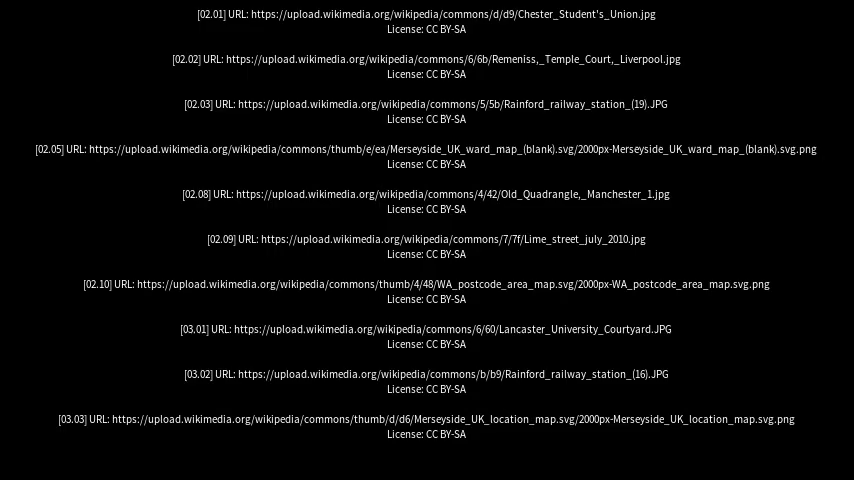 [02.01] URL: https://upload.wikimedia.org/wikipedia/commons/d/d9/Chester_Student's_Union.jpg
License: CC BY-SA
[02.02] URL: https://upload.wikimedia.org/wikipedia/commons/6/6b/Remeniss,_Temple_Court,_Liverpool.jpg
License: CC BY-SA
[02.03] URL: https://upload.wikimedia.org/wikipedia/commons/5/5b/Rainford_railway_station_(19).JPG
License: CC BY-SA
[02.05] URL: https://upload.wikimedia.org/wikipedia/commons/thumb/e/ea/Merseyside_UK_ward_map_(blank).svg/2000px-Merseyside_UK_ward_map_(blank).svg.png
License: CC BY-SA
[02.08] URL: https://upload.wikimedia.org/wikipedia/commons/4/42/Old_Quadrangle,_Manchester_1.jpg
License: CC BY-SA
[02.09] URL: https://upload.wikimedia.org/wikipedia/commons/7/7f/Lime_street_july_2010.jpg
License: CC BY-SA
[02.10] URL: https://upload.wikimedia.org/wikipedia/commons/thumb/4/48/WA_postcode_area_map.svg/2000px-WA_postcode_area_map.svg.png
License: CC BY-SA
[03.01] URL: https://upload.wikimedia.org/wikipedia/commons/6/60/Lancaster_University_Courtyard.JPG
License: CC BY-SA
[03.02] URL: https://upload.wikimedia.org/wikipedia/commons/b/b9/Rainford_railway_station_(16).JPG
License: CC BY-SA
[03.03] URL: https://upload.wikimedia.org/wikipedia/commons/thumb/d/d6/Merseyside_UK_location_map.svg/2000px-Merseyside_UK_location_map.svg.png
License: CC BY-SA